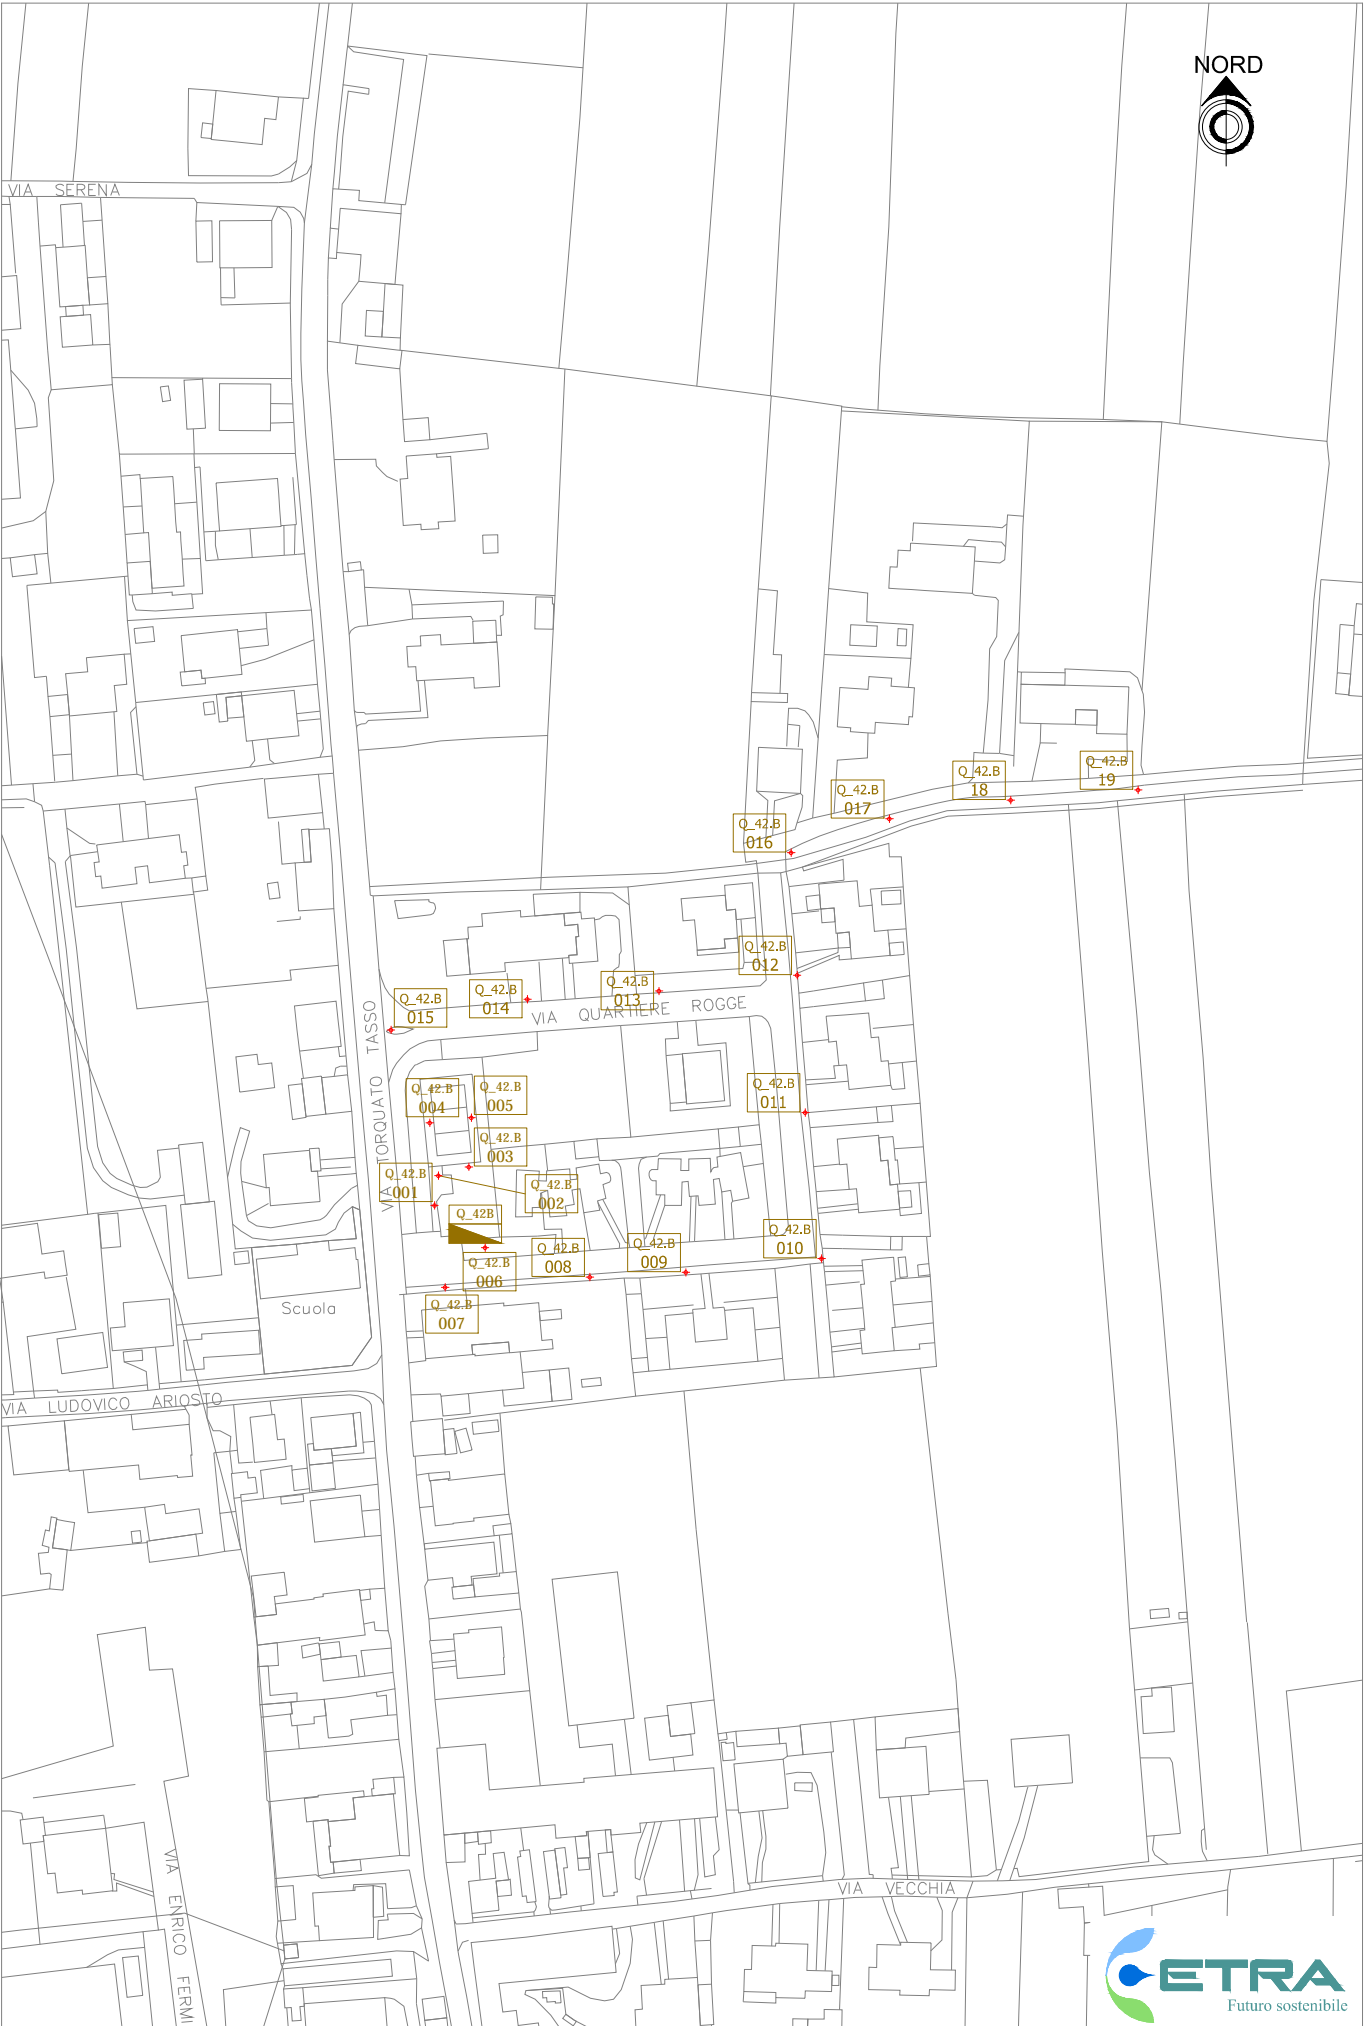 NORD
VIA SERENA
Q_42.B
19
Q_42.B
18
Q_42.B
017
Q_42.B
016
Q_42.B
012
Q_42.B
013
Q_42.B
014
Q_42.B
015
VIA QUARTIERE ROGGE
VIA TORQUATO TASSO
Q_42.B
011
Q_42.B
004
Q_42.B
005
Q_42.B
003
Q_42.B
001
Q_42.B
002
Q_42B
Q_42.B
010
Q_42.B
009
Q_42.B
008
Q_42.B
006
Q_42.B
007
Scuola
VIA LUDOVICO ARIOSTO
VIA ENRICO FERMI
VIA VECCHIA
ETRA
Futuro sostenibile